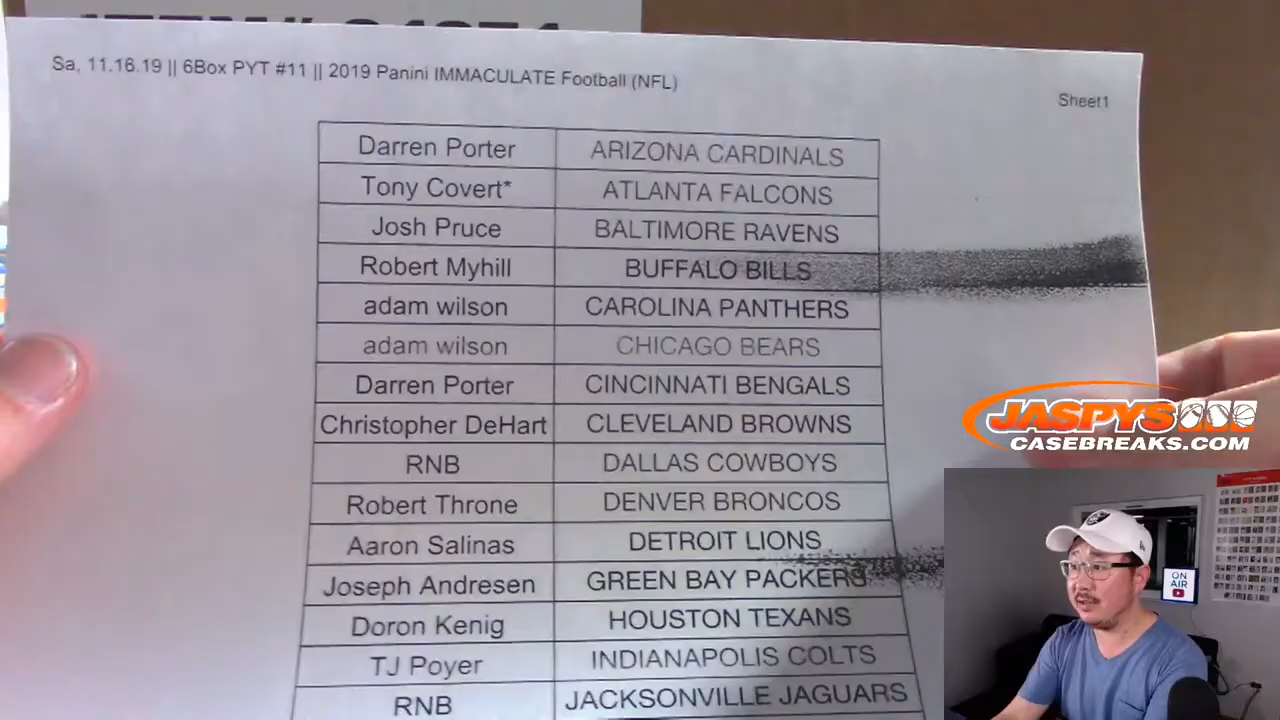 Sa, 11.16.19 || 6Box PYT #11 || 2019 Panini IMMACULATE Football (NFL)
Sheet1
Darren Porter ARIZONA CARDINALS
Tony Covert* ATLANTA FALCONS
Josh Pruce BALTIMORE RAVENS
Robert Myhill BUFFALO BILLS
adam wilson CAROLINA PANTHERS
adam wilson CHICAGO BEARS
Darren Porter CINCINNATI BENGALS
Christopher DeHart CLEVELAND BROWNS
RNB DALLAS COWBOYS
Robert Throne DENVER BRONCOS
Aaron Salinas DETROIT LIONS
Joseph Andresen GREEN BAY PACKERS
Doron Kenig HOUSTON TEXANS
TJ Poyer INDIANAPOLIS COLTS
RNB JACKSONVILLE JAGUARS
JASPYS
CASEBREAKS.COM
ON
AIR